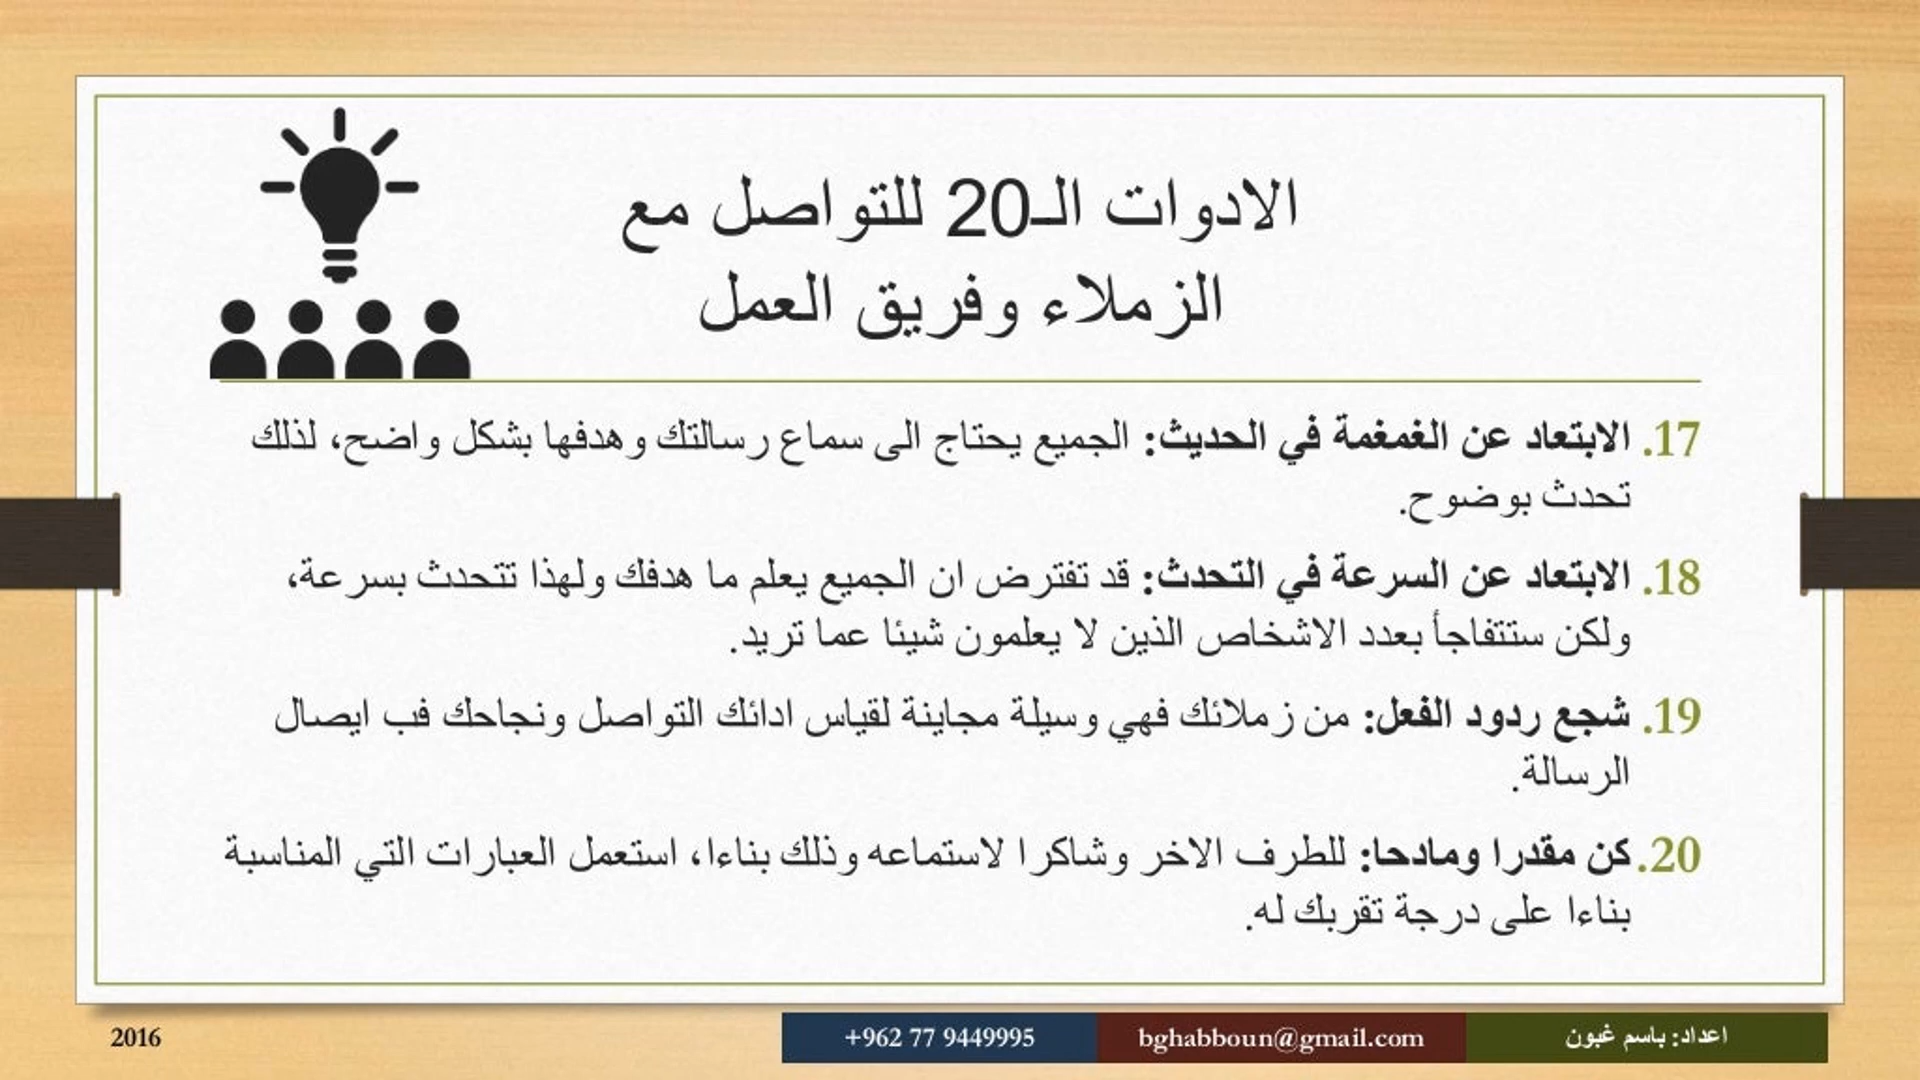 الادوات الـ20 للتواصل مع
الزملاء وفريق العمل
17. الابتعاد عن الغمغمة في الحديث: الجميع يحتاج الى سماع رسالتك وهدفها بشكل واضح، لذلك
تحدث بوضوح.
18. الابتعاد عن السرعة في التحدث: قد تفترض ان الجميع يعلم ما هدفك ولهذا تتحدث بسرعة،
ولكن ستتفاجأ بعدد الاشخاص الذين لا يعلمون شيئا عما تريد.
19. شجع ردود الفعل: من زملائك فهي وسيلة مجاينة لقياس ادائك التواصل ونجاحك فب ايصال
الرسالة.
20. كن مقدرا ومادحا: للطرف الاخر وشاكرا لاستماعه وذلك بناءا، استعمل العبارات التي المناسبة
بناءا على درجة تقربك له.
اعداد: باسم غبون
bghabboun@gmail.com
+962 77 9449995
2016